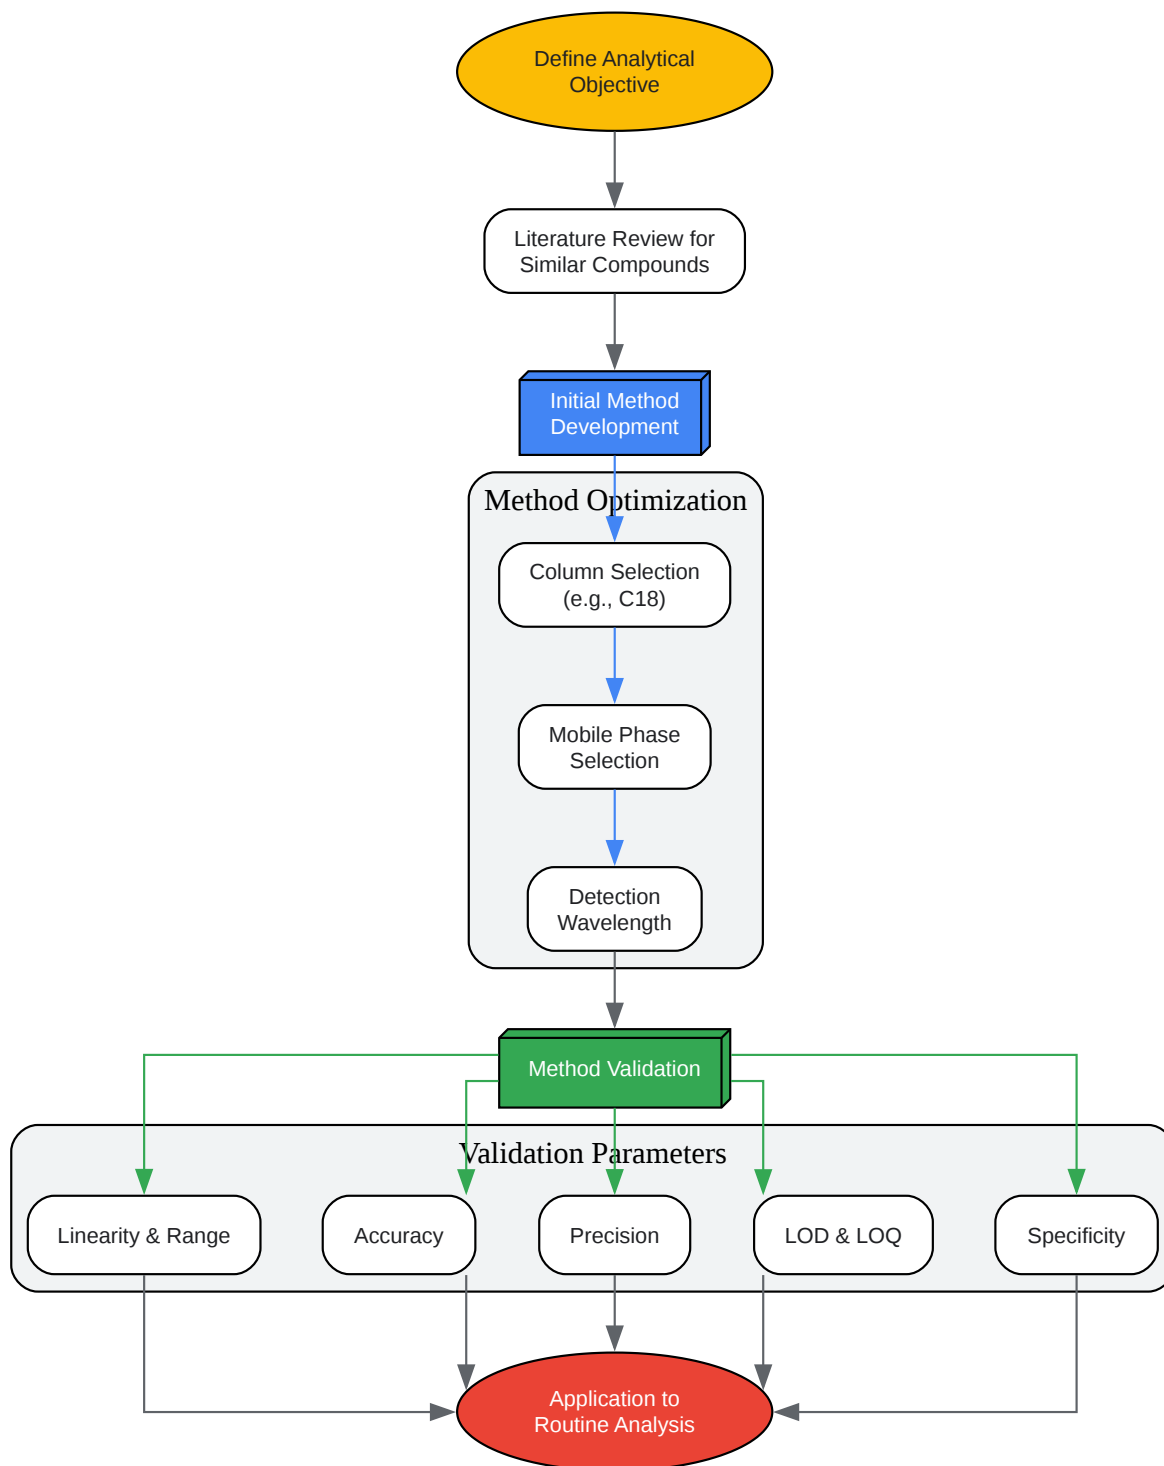 Define Analytical
Objective
Literature Review for
Similar Compounds
Initial Method
Development
Method Optimization
Column Selection
(e.g., C18)
Mobile Phase
Selection
Detection
Wavelength
Method Validation
Validation Parameters
Linearity & Range
Accuracy
Precision
LOD & LOQ
Specificity
Application to
Routine Analysis